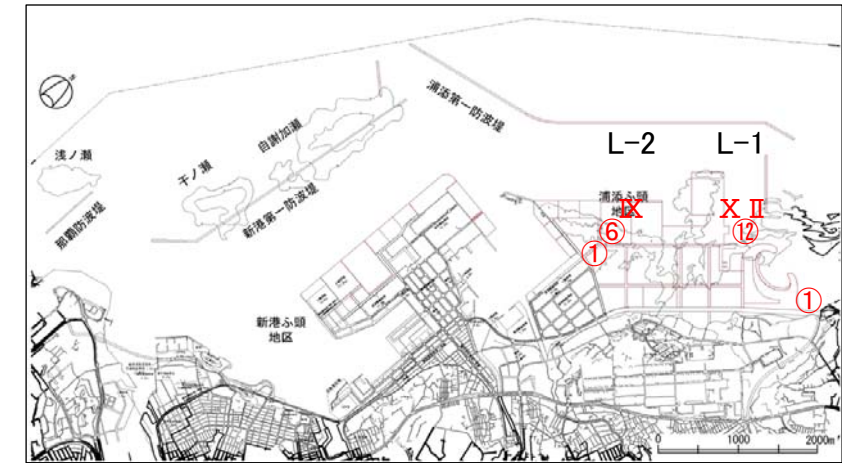 浦添第一防波堤
自謝加瀬
浅ノ瀬
干ノ瀬
那覇防波堤
新港第一防波堤
L-2
L-1
浦添ふ頭
地区
Ⅸ
Ⅹ Ⅱ
⑥
⑫
①
①
新港ふ頭
地区
0
1000
2000m